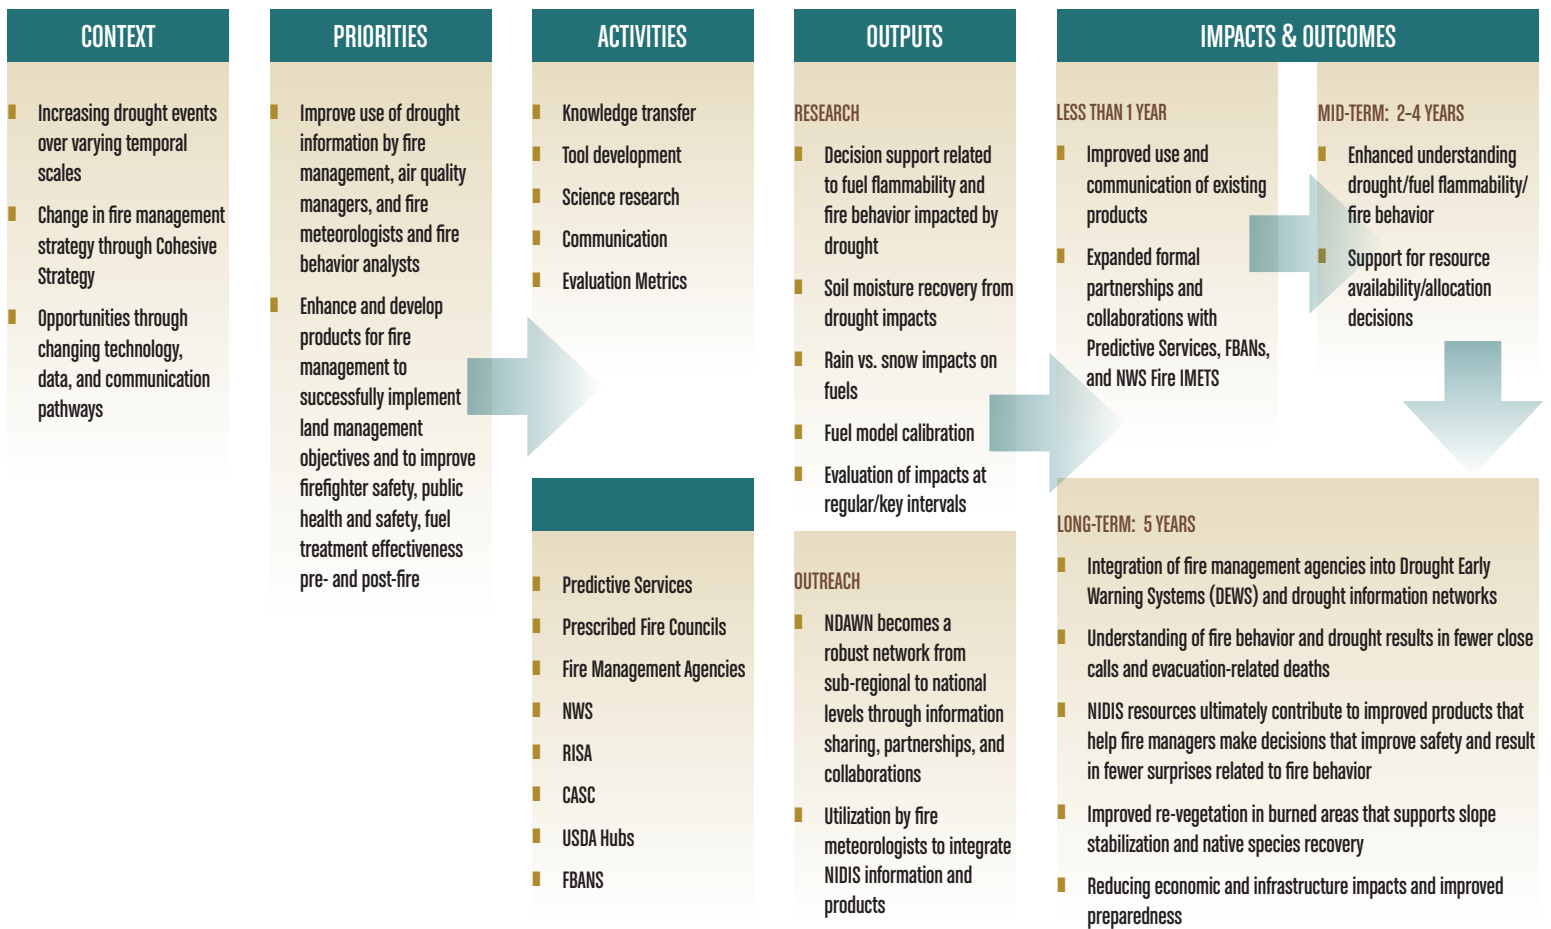 CONTEXT
Increasing drought events
over varying temporal
scales
Change in fire management
strategy through Cohesive
Strategy
Opportunities through
changing technology,
data, and communication
pathways
PRIORITIES
Improve use of drought
information by fire
management, air quality
managers, and fire
meteorologists and fire
behavior analysts
Enhance and develop
products for fire
management to
successfully implement
land management
objectives and to improve
firefighter safety, public
health and safety, fuel
treatment effectiveness
pre- and post-fire
ACTIVITIES
Knowledge transfer
Tool development
Science research
Communication
Evaluation Metrics
Predictive Services
Prescribed Fire Councils
Fire Management Agencies
NWS
RISA
CASC
USDA Hubs
FBANS
OUTPUTS
RESEARCH
Decision support related
to fuel flammability and
fire behavior impacted by
drought
Soil moisture recovery from
drought impacts
Rain vs. snow impacts on
fuels
Fuel model calibration
Evaluation of impacts at
regular/key intervals
OUTREACH
NDAWN becomes a
robust network from
sub-regional to national
levels through information
sharing, partnerships, and
collaborations
Utilization by fire
meteorologists to integrate
NIDIS information and
products
IMPACTS & OUTCOMES
LESS THAN 1 YEAR
Improved use and
communication of existing
products
Expanded formal
partnerships and
collaborations with
Predictive Services, FBANs,
and NWS Fire IMETS
MID-TERM: 2–4 YEARS
Enhanced understanding
drought/fuel flammability/
fire behavior
Support for resource
availability/allocation
decisions
LONG-TERM: 5 YEARS
Integration of fire management agencies into Drought Early
Warning Systems (DEWS) and drought information networks
Understanding of fire behavior and drought results in fewer close
calls and evacuation-related deaths
NIDIS resources ultimately contribute to improved products that
help fire managers make decisions that improve safety and result
in fewer surprises related to fire behavior
Improved re-vegetation in burned areas that supports slope
stabilization and native species recovery
Reducing economic and infrastructure impacts and improved
preparedness